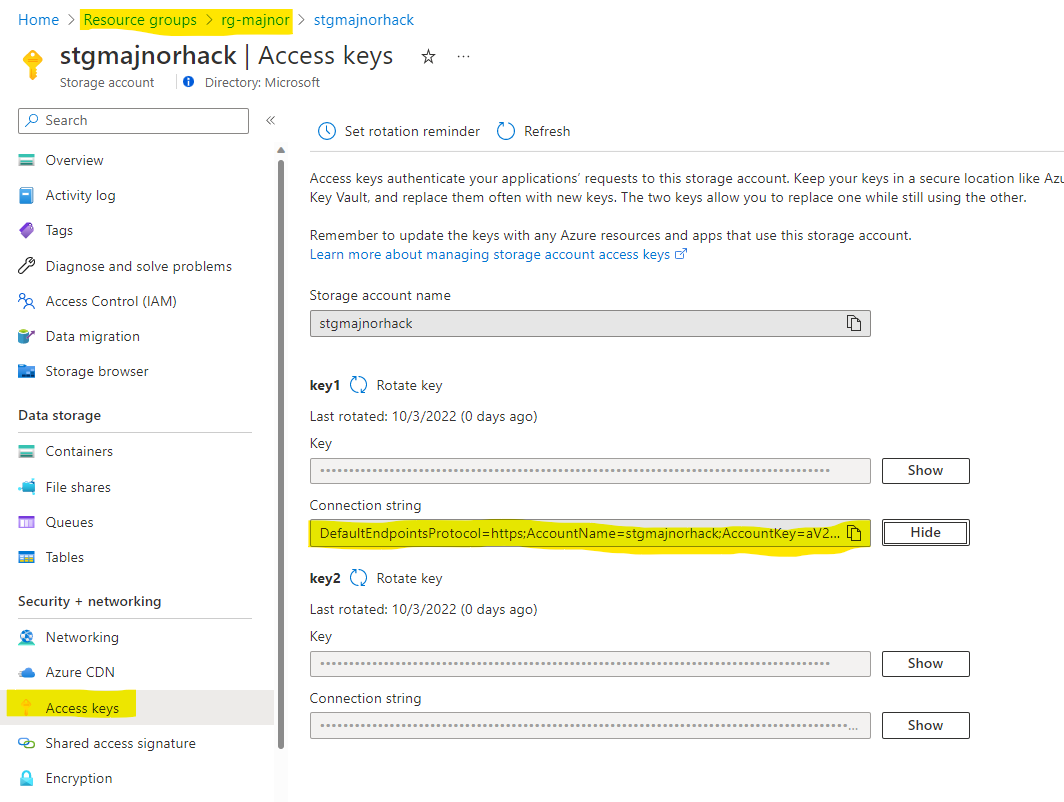 Home > Resource groups > rg-majnor > stgmajnorhack
stgmajnorhack | Access keys ☆ ...
Storage account
Directory: Microsoft
Search «
Overview
Activity log
Tags
Diagnose and solve problems
Access Control (IAM)
Data migration
Storage browser
Data storage
Containers
File shares
Queues
Tables
Security + networking
Networking
Azure CDN
Access keys
Shared access signature
Encryption
Set rotation reminder Refresh
Access keys authenticate your applications’ requests to this storage account. Keep your keys in a secure location like Azu
Key Vault, and replace them often with new keys. The two keys allow you to replace one while still using the other.
Remember to update the keys with any Azure resources and apps that use this storage account.
Learn more about managing storage account access keys
Storage account name
stgmajnorhack
key1 Rotate key
Last rotated: 10/3/2022 (0 days ago)
Key
Show
Connection string
DefaultEndpointsProtocol=https;AccountName=stgmajnorhack;AccountKey=aV2... Hide
key2 Rotate key
Last rotated: 10/3/2022 (0 days ago)
Key
Show
Connection string
... Show